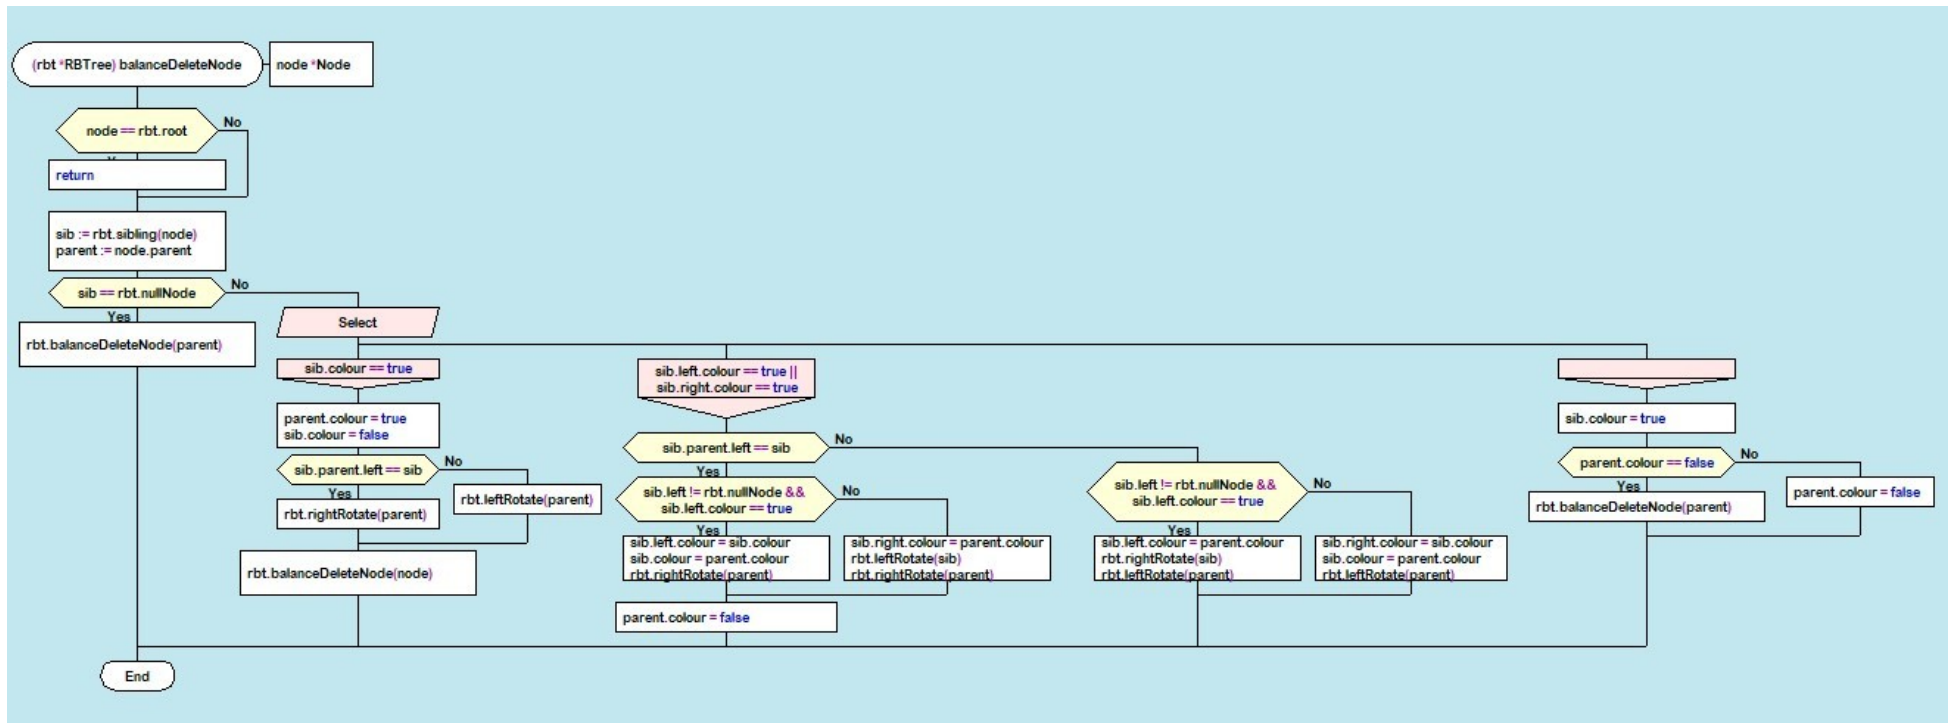 (rbt *RBTree) balanceDeleteNode
node *Node
node == rbt.root
No
return
sib := rbt.sibling(node)
parent := node.parent
sib == rbt.nullNode
No
Yes
rbt.balanceDeleteNode(parent)
Select
sib.colour == true
parent.colour = true
sib.colour = false
sib.parent.left == sib
No
Yes
rbt.rightRotate(parent)
rbt.leftRotate(parent)
rbt.balanceDeleteNode(node)
sib.left.colour == true ||
sib.right.colour == true
sib.parent.left == sib
No
Yes
sib.left != rbt.nullNode &&
sib.left.colour == true
No
Yes
sib.left.colour = sib.colour
sib.colour = parent.colour
rbt.rightRotate(parent)
sib.right.colour = parent.colour
rbt.leftRotate(sib)
rbt.rightRotate(parent)
parent.colour = false
sib.left != rbt.nullNode &&
sib.left.colour == true
No
Yes
sib.left.colour = parent.colour
rbt.rightRotate(sib)
rbt.leftRotate(parent)
sib.right.colour = sib.colour
sib.colour = parent.colour
rbt.leftRotate(parent)
sib.colour = true
parent.colour == false
No
Yes
rbt.balanceDeleteNode(parent)
parent.colour = false
End